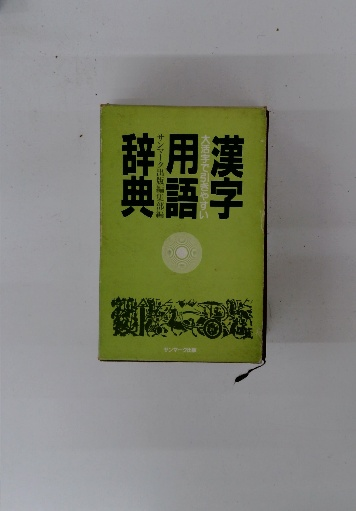 漢字
大活字で引きやすい
用語
サンマーク出版編集部編
辞典
サンマーク出版